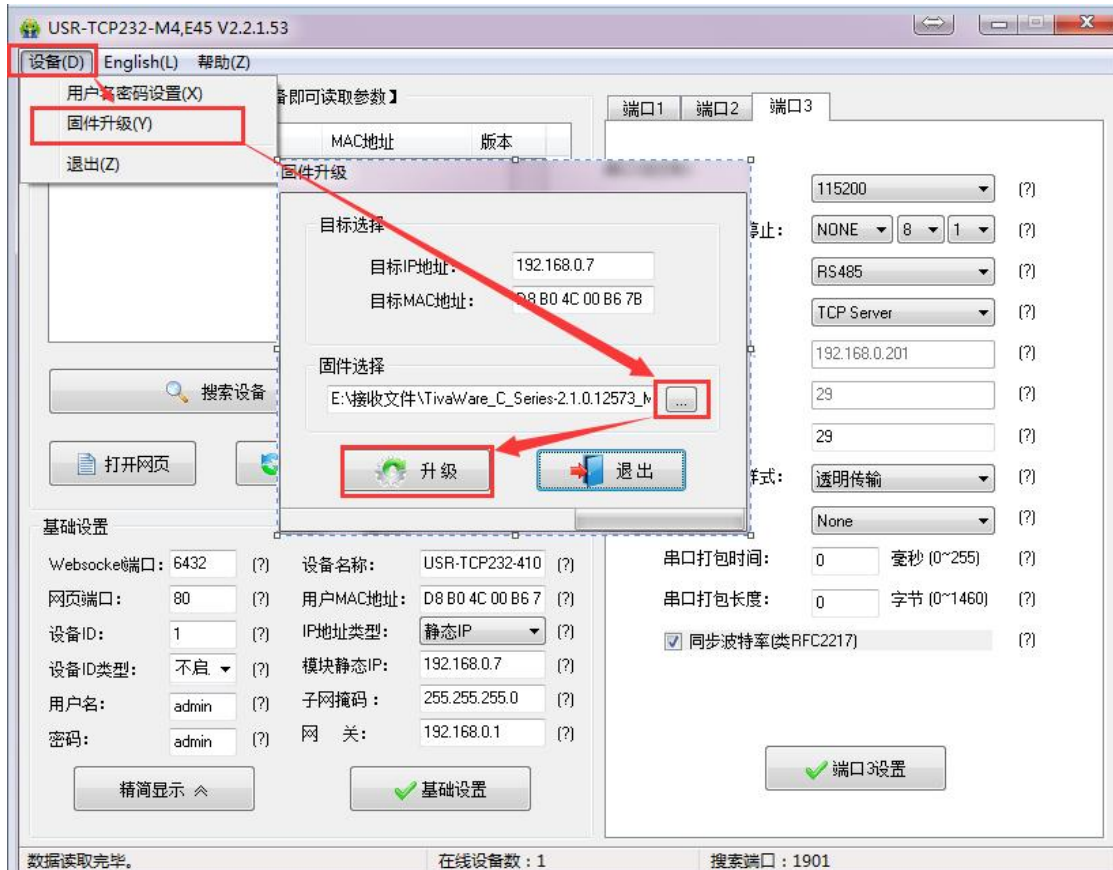 USR-TCP232-M4,E45 V2.2.1.53
设备(D) English(L) 帮助(Z)
用户名密码设置(X)
固件升级(Y)
退出(Z)
备即可读取参数】
MAC地址 版本
固件升级
目标选择
目标IP地址: 192.168.0.7
目标MAC地址: D8 B0 4C 00 B6 7B
固件选择
E:\接收文件\TivaWare_C_Series-2.1.0.12573_M
...
升级
退出
搜索设备
打开网页
基础设置
Websocket端口: 6432 (?)
网页端口: 80 (?)
设备ID: 1 (?)
设备ID类型: 不启. (?)
用户名: admin (?)
密码: admin (?)
精简显示
设备名称: USR-TCP232-410 (?)
用户MAC地址: D8 B0 4C 00 B6 7 (?)
IP地址类型: 静态IP (?)
模块静态IP: 192.168.0.7 (?)
子网掩码: 255.255.255.0 (?)
网 关: 192.168.0.1 (?)
基础设置
端口1 端口2 端口3
115200 (?)
停止: NONE 8 1 (?)
RS485 (?)
TCP Server (?)
192.168.0.201 (?)
29 (?)
29 (?)
样式: 透明传输 (?)
None (?)
串口打包时间: 0 毫秒 (0~255) (?)
串口打包长度: 0 字节 (0~1460) (?)
同步波特率(类RFC2217) (?)
端口3设置
数据读取完毕。 在线设备数:1 搜索端口:1901